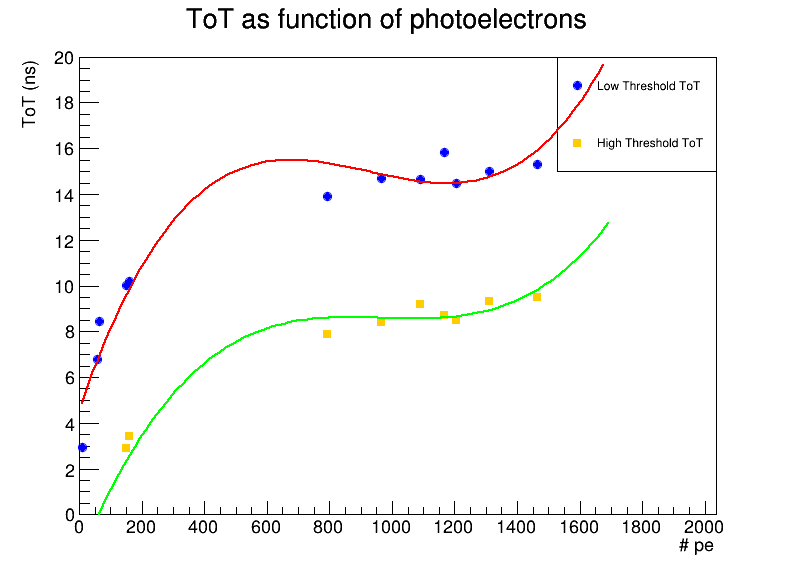 ToT as function of photoelectrons
ToT (ns)
20
18
16
14
12
10
8
6
4
2
0
Low Threshold ToT
High Threshold ToT
0 200 400 600 800 1000 1200 1400 1600 1800 2000
# pe